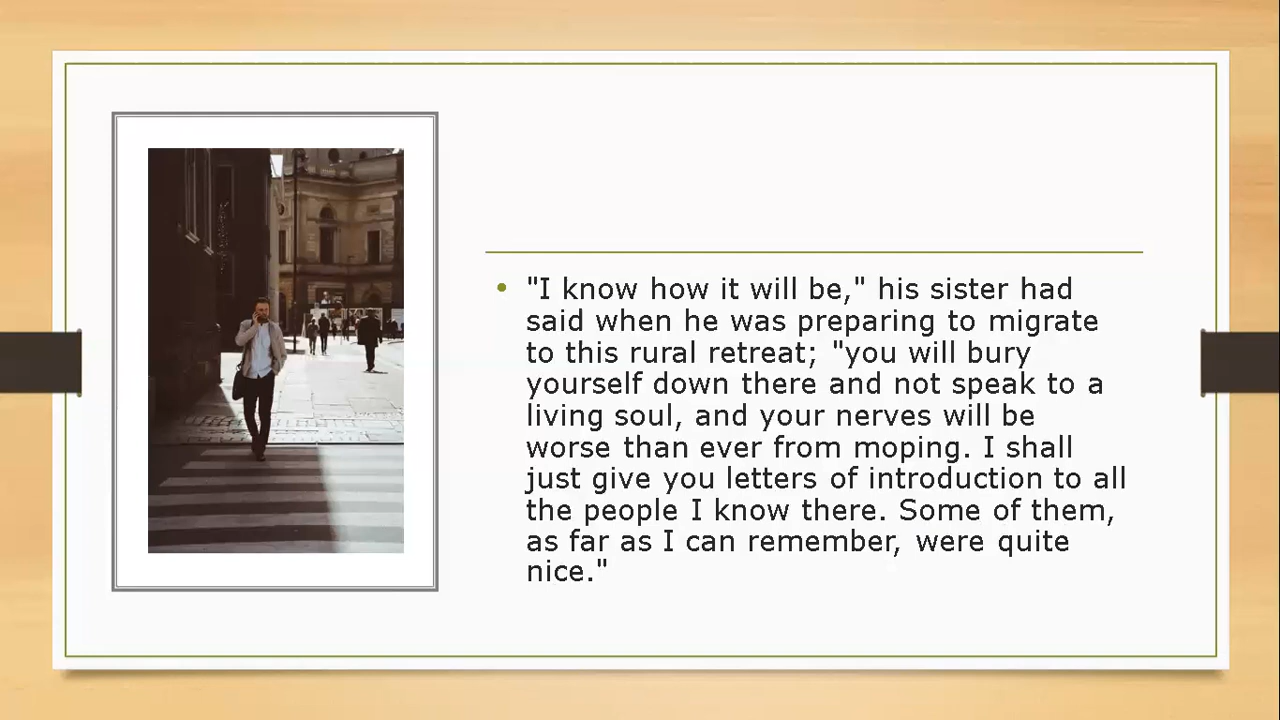 "I know how it will be," his sister had
said when he was preparing to migrate
to this rural retreat; "you will bury
yourself down there and not speak to a
living soul, and your nerves will be
worse than ever from moping. I shall
just give you letters of introduction to all
the people I know there. Some of them,
as far as I can remember, were quite
nice."